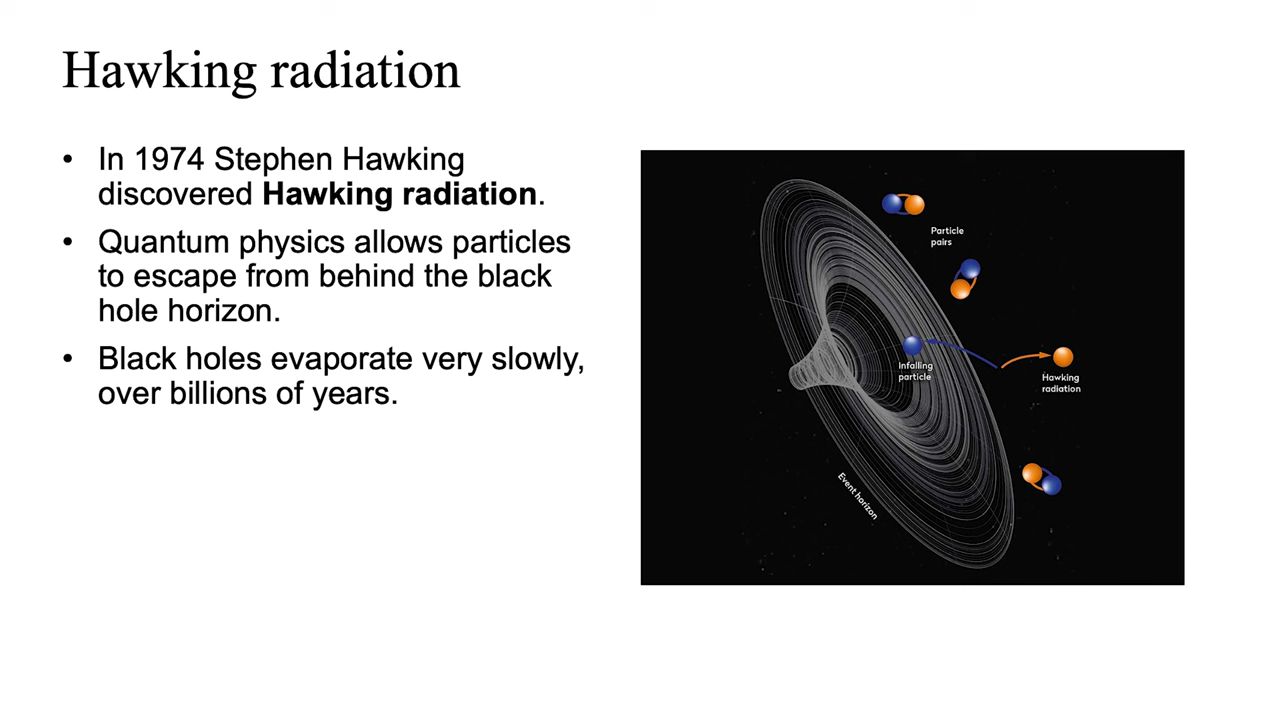 Hawking radiation
• In 1974 Stephen Hawking
discovered Hawking radiation.
• Quantum physics allows particles
to escape from behind the black
hole horizon.
• Black holes evaporate very slowly,
over billions of years.
Particle
pairs
Infalling
particle
Hawking
radiation
Event horizon